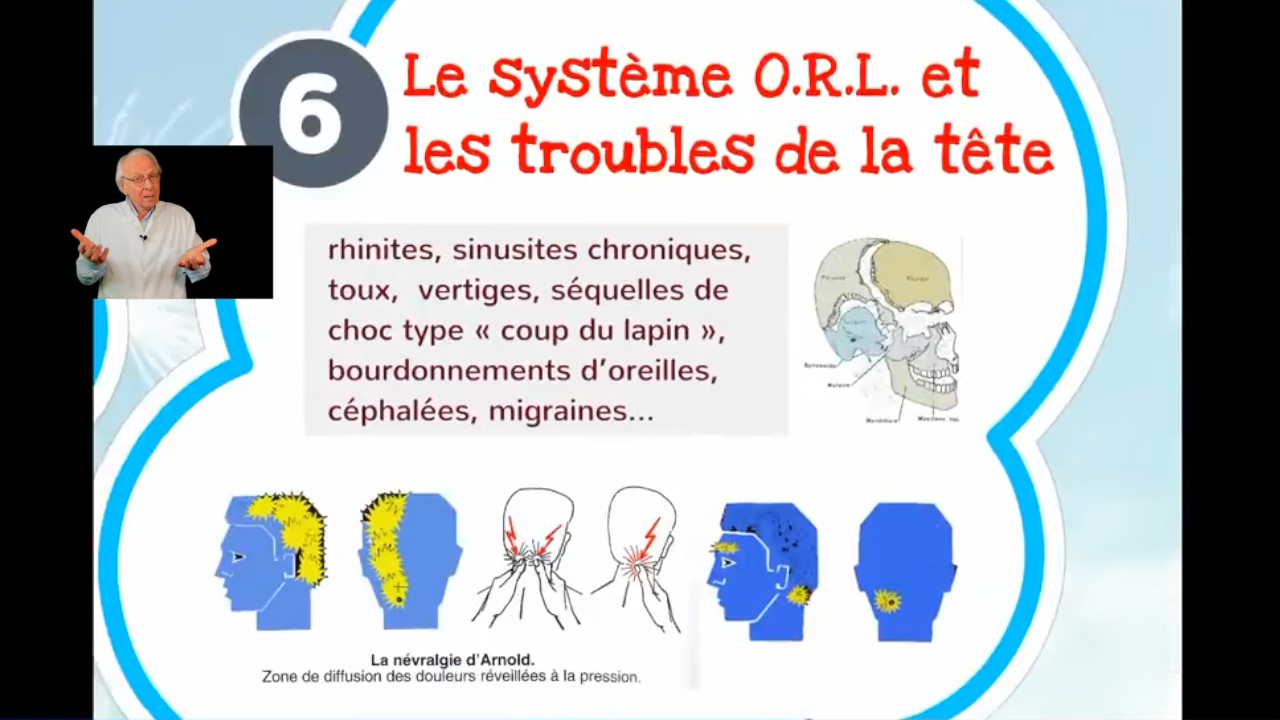 6
Le système O.R.L. et
les troubles de la tête
rhinites, sinusites chroniques,
toux, vertiges, séquelles de
choc type « coup du lapin »,
bourdonnements d’oreilles,
céphalées, migraines...
La névralgie d’Arnold.
Zone de diffusion des douleurs réveillées à la pression.